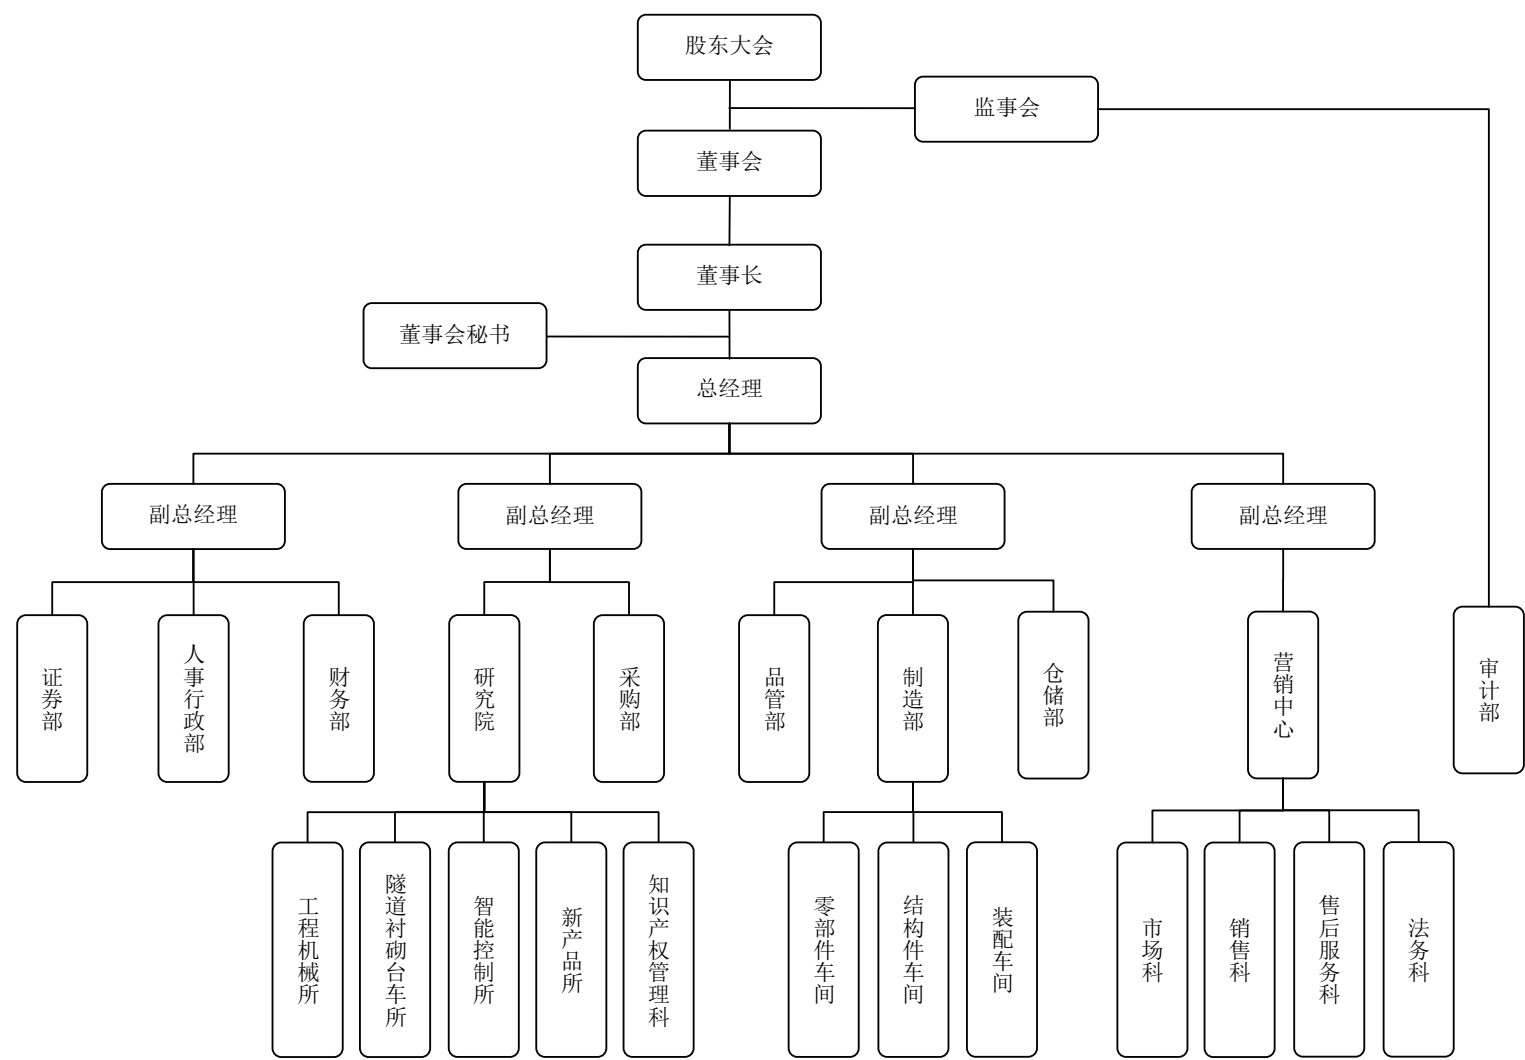 股东大会
监事会
董事会
董事长
董事会秘书
总经理
副总经理
副总经理
副总经理
副总经理
证券部
人事行政部
财务部
研究院
采购部
品管部
制造部
仓储部
营销中心
审计部
工程机械所
隧道衬砌台车所
智能控制所
新产品所
知识产权管理科
零部件车间
结构件车间
装配车间
市场科
销售科
售后服务科
法务科